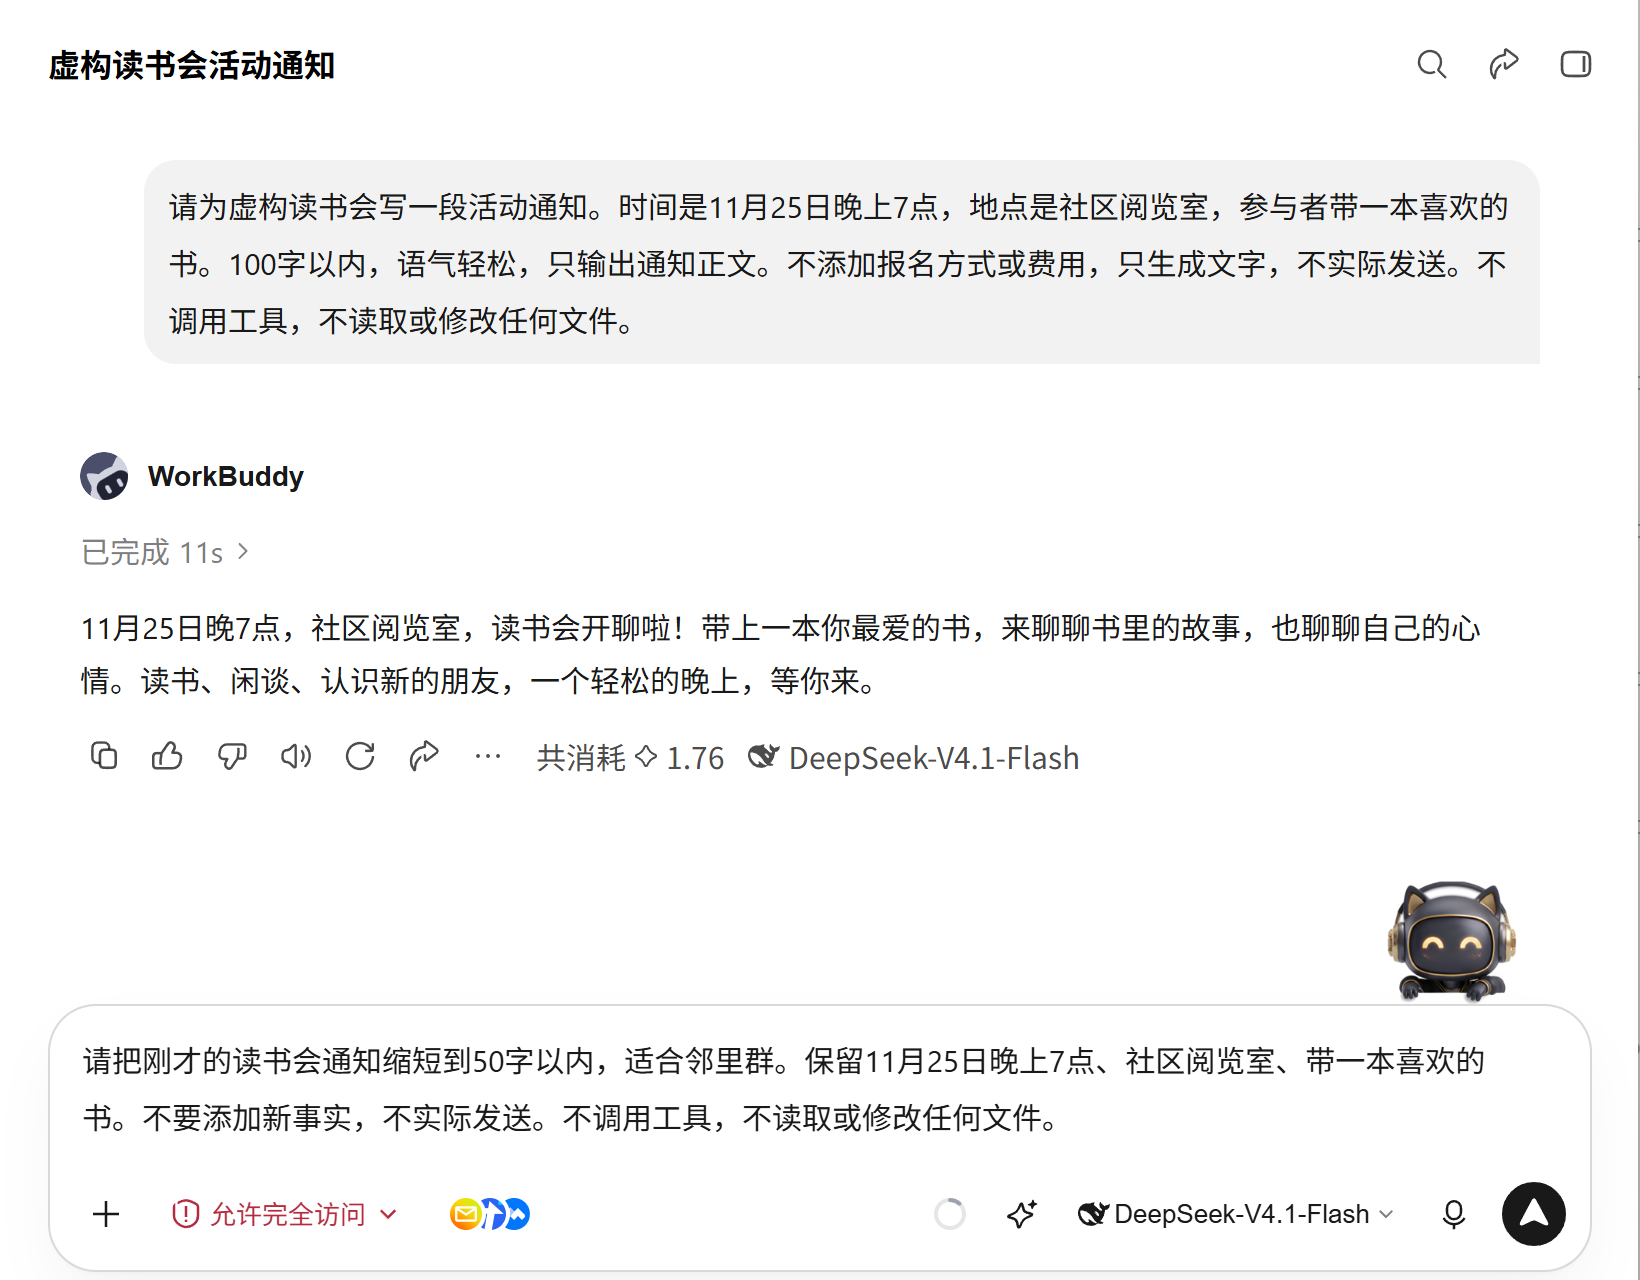 虚构读书会活动通知
请为虚构读书会写一段活动通知。时间是11月25日晚上7点，地点是社区阅览室，参与者带一本喜欢的
书。100字以内，语气轻松，只输出通知正文。不添加报名方式或费用，只生成文字，不实际发送。不
调用工具，不读取或修改任何文件。
WorkBuddy
已完成 11s
11月25日晚7点，社区阅览室，读书会开聊啦！带上一本你最爱的书，来聊聊书里的故事，也聊聊自己的心
情。读书、闲谈、认识新的朋友，一个轻松的晚上，等你来。
共消耗 1.76 DeepSeek-V4.1-Flash
请把刚才的读书会通知缩短到50字以内，适合邻里群。保留11月25日晚上7点、社区阅览室、带一本喜欢的
书。不要添加新事实，不实际发送。不调用工具，不读取或修改任何文件。
允许完全访问 DeepSeek-V4.1-Flash